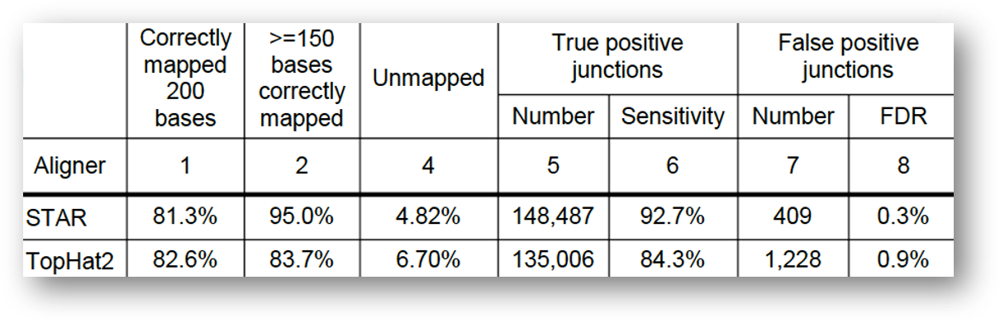 Correctly mapped 200 bases
>=150 bases correctly mapped
Unmapped
True positive junctions
False positive junctions
Number Sensitivity Number FDR
Aligner 1 2 4 5 6 7 8
STAR 81.3% 95.0% 4.82% 148,487 92.7% 409 0.3%
TopHat2 82.6% 83.7% 6.70% 135,006 84.3% 1,228 0.9%